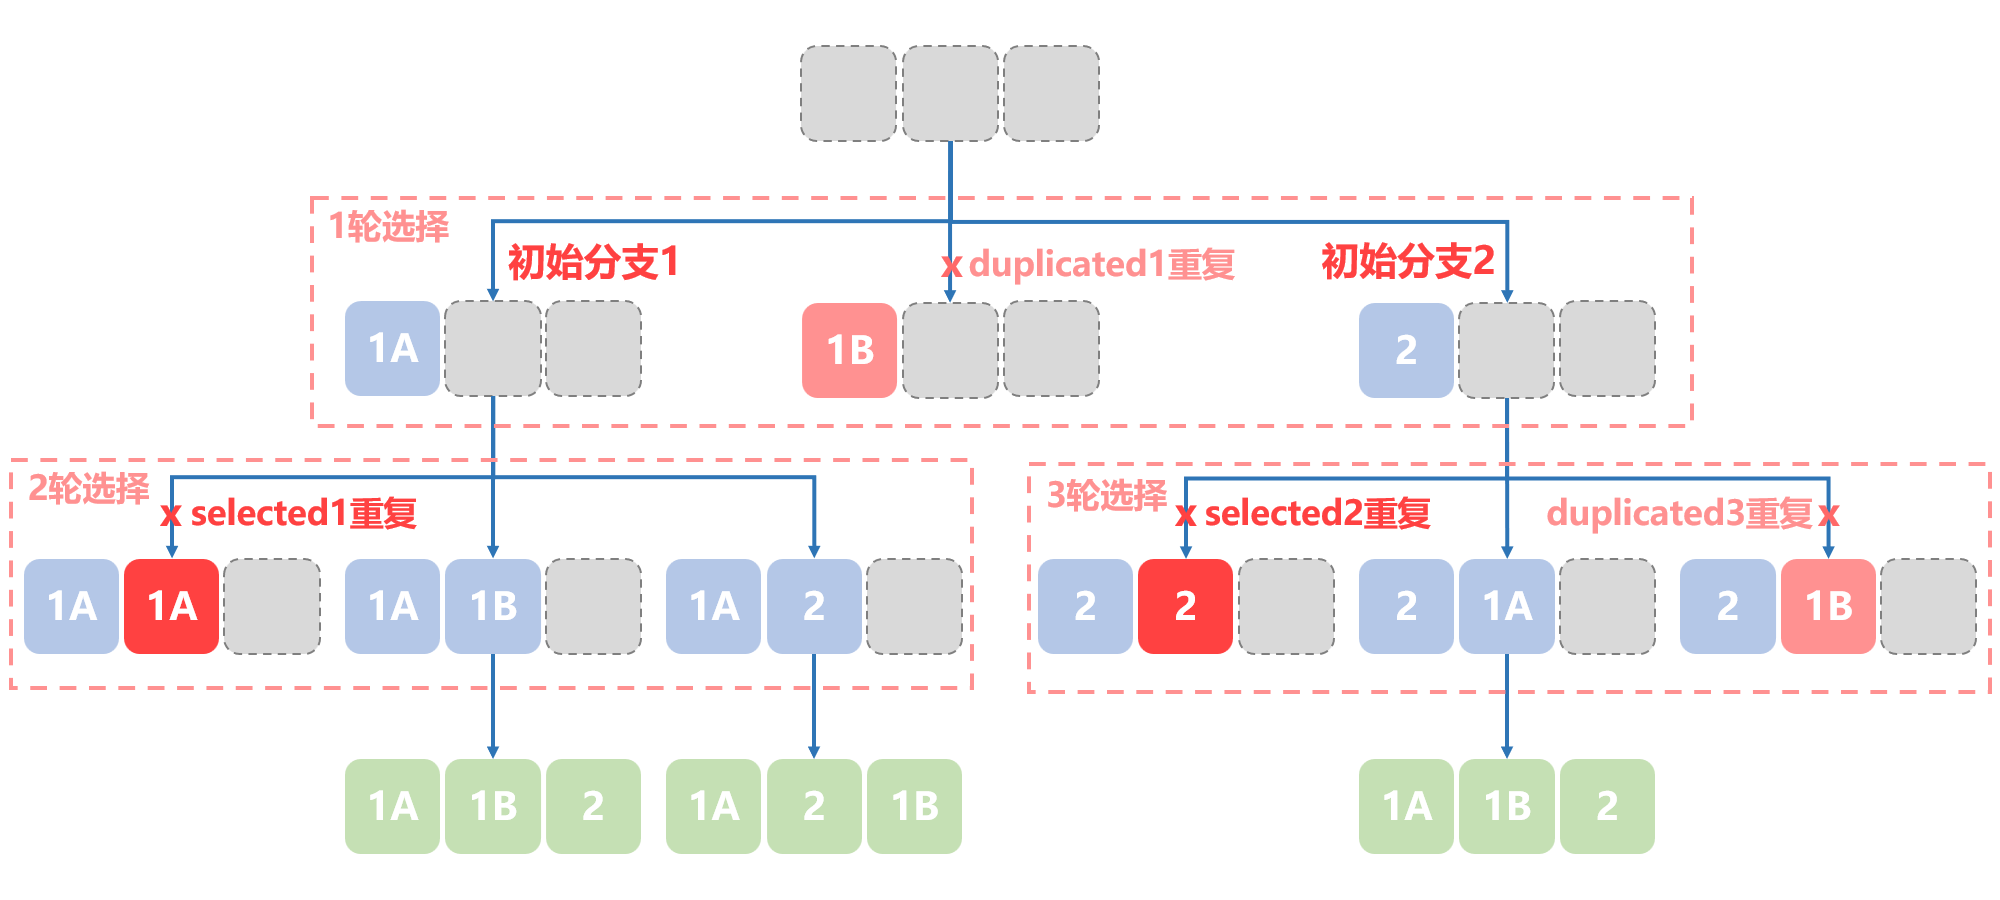 1轮选择
初始分支1
x duplicated1重复
初始分支2
1A
1B
2
2轮选择
x selected1重复
3轮选择
x selected2重复
duplicated3重复 x
1A 1A
1A 1B
1A 2
2 2
2 1A
2 1B
1A 1B 2
1A 2 1B
1A 1B 2